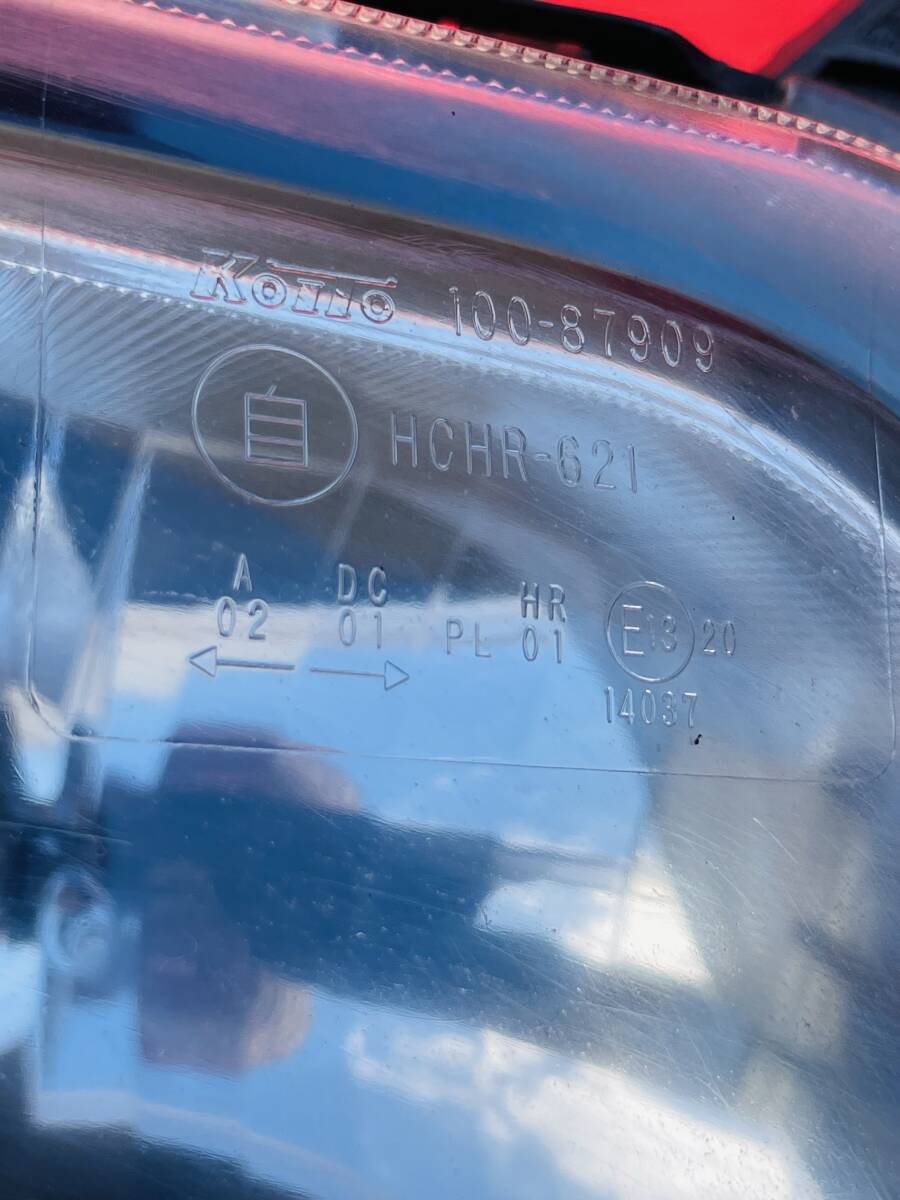 KOITO 100-87909
自 HCHR-621
A DC HR
02 01 PL 01 E13 20
14037